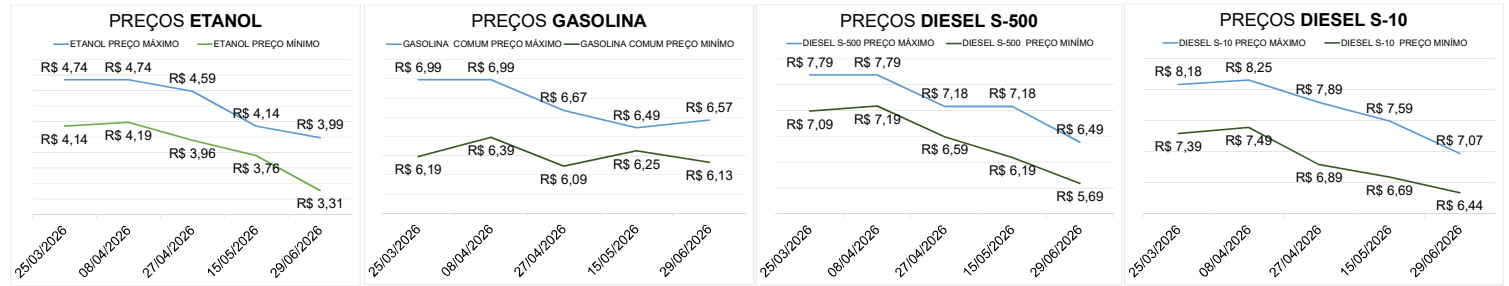 PREÇOS ETANOL
ETANOL PREÇO MÁXIMO ETANOL PREÇO MÍNIMO
R$ 4,74 R$ 4,74 R$ 4,59 R$ 4,14 R$ 3,99
R$ 4,14 R$ 4,19 R$ 3,96 R$ 3,76 R$ 3,31
25/03/2026 08/04/2026 27/04/2026 15/05/2026 29/06/2026
PREÇOS GASOLINA
GASOLINA COMUM PREÇO MÁXIMO GASOLINA COMUM PREÇO MINÍMO
R$ 6,99 R$ 6,99 R$ 6,67 R$ 6,49 R$ 6,57
R$ 6,19 R$ 6,39 R$ 6,09 R$ 6,25 R$ 6,13
25/03/2026 08/04/2026 27/04/2026 15/05/2026 29/06/2026
PREÇOS DIESEL S-500
DIESEL S-500 PREÇO MÁXIMO DIESEL S-500 PREÇO MINÍMO
R$ 7,79 R$ 7,79 R$ 7,18 R$ 7,18 R$ 6,49
R$ 7,09 R$ 7,19 R$ 6,59 R$ 6,19 R$ 5,69
25/03/2026 08/04/2026 27/04/2026 15/05/2026 29/06/2026
PREÇOS DIESEL S-10
DIESEL S-10 PREÇO MÁXIMO DIESEL S-10 PREÇO MINÍMO
R$ 8,18 R$ 8,25 R$ 7,89 R$ 7,59 R$ 7,07
R$ 7,39 R$ 7,49 R$ 6,89 R$ 6,69 R$ 6,44
25/03/2026 08/04/2026 27/04/2026 15/05/2026 29/06/2026